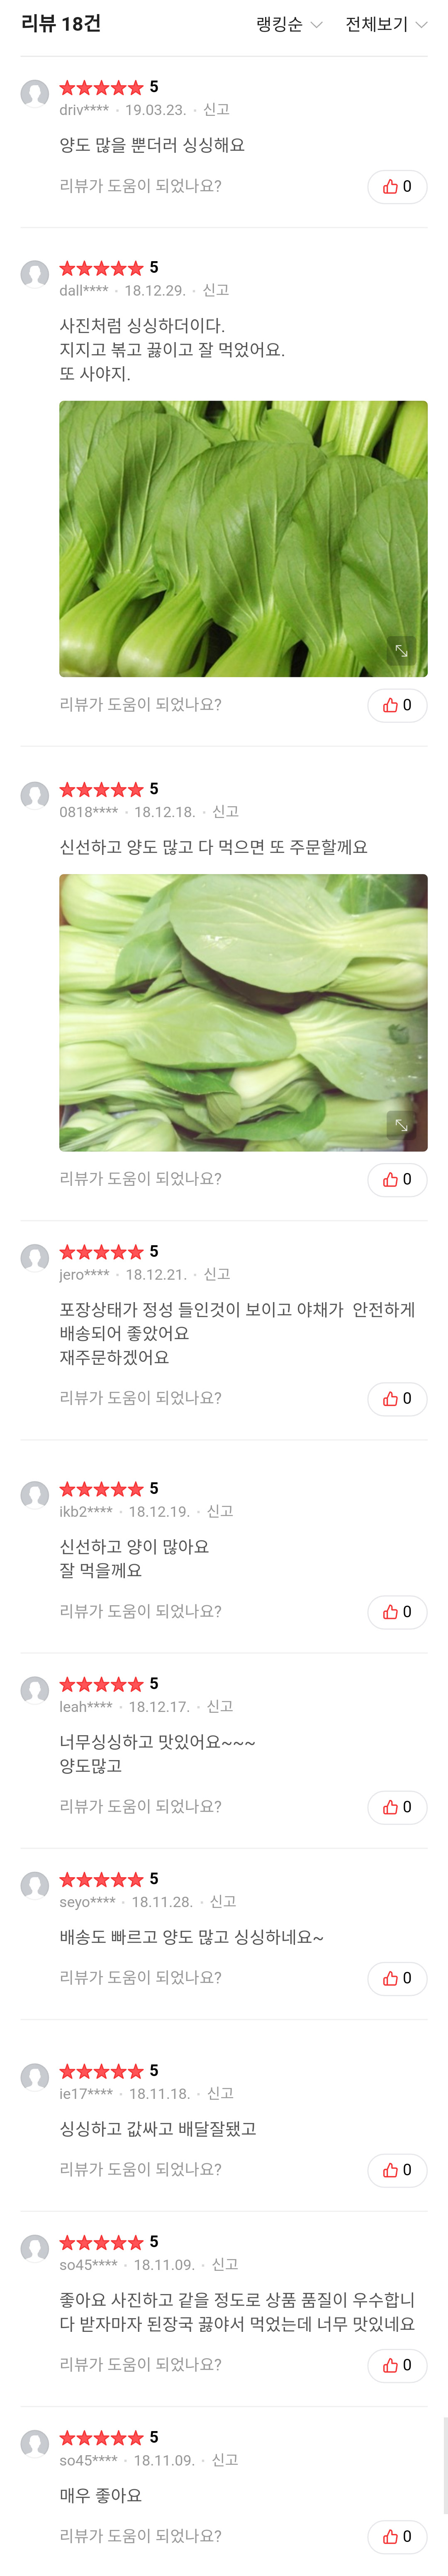 리뷰 18건 랭킹순 전체보기
5
driv**** · 19.03.23. · 신고
양도 많을 뿐더러 싱싱해요
리뷰가 도움이 되었나요? 0
5
dall**** · 18.12.29. · 신고
사진처럼 싱싱하더이다.
지지고 볶고 끓이고 잘 먹었어요.
또 사야지.
리뷰가 도움이 되었나요? 0
5
0818**** · 18.12.18. · 신고
신선하고 양도 많고 다 먹으면 또 주문할께요
리뷰가 도움이 되었나요? 0
5
jero**** · 18.12.21. · 신고
포장상태가 정성 들인것이 보이고 야채가  안전하게
배송되어 좋았어요
재주문하겠어요
리뷰가 도움이 되었나요? 0
5
ikb2**** · 18.12.19. · 신고
신선하고 양이 많아요
잘 먹을께요
리뷰가 도움이 되었나요? 0
5
leah**** · 18.12.17. · 신고
너무싱싱하고 맛있어요~~~
양도많고
리뷰가 도움이 되었나요? 0
5
seyo**** · 18.11.28. · 신고
배송도 빠르고 양도 많고 싱싱하네요~
리뷰가 도움이 되었나요? 0
5
ie17**** · 18.11.18. · 신고
싱싱하고 값싸고 배달잘됐고
리뷰가 도움이 되었나요? 0
5
so45**** · 18.11.09. · 신고
좋아요 사진하고 같을 정도로 상품 품질이 우수합니
다 받자마자 된장국 끓야서 먹었는데 너무 맛있네요
리뷰가 도움이 되었나요? 0
5
so45**** · 18.11.09. · 신고
매우 좋아요
리뷰가 도움이 되었나요? 0